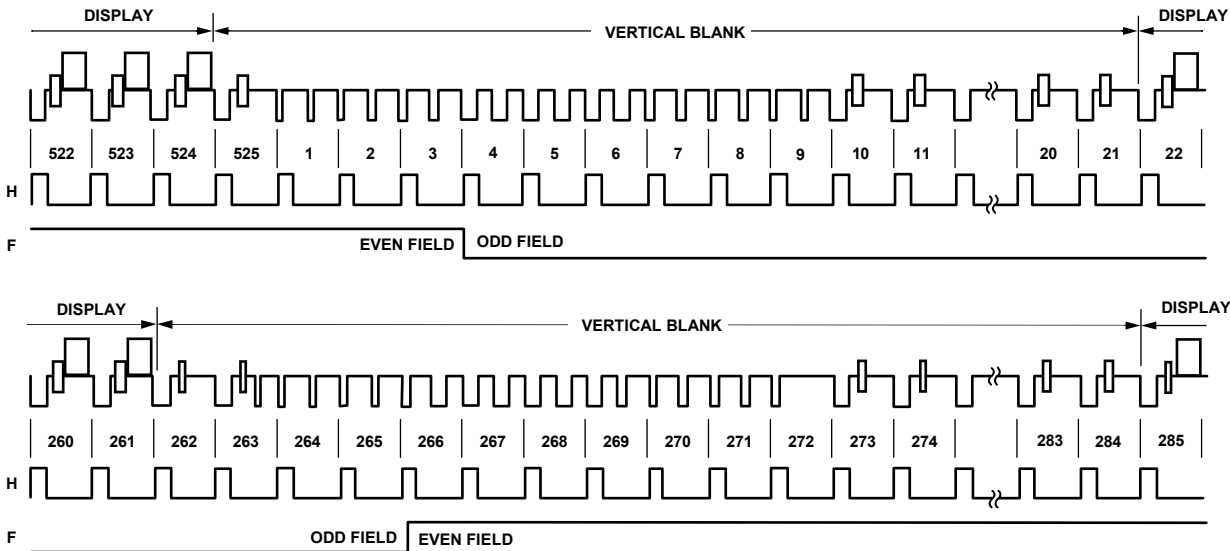 DISPLAY VERTICAL BLANK DISPLAY
522 523 524 525 1 2 3 4 5 6 7 8 9 10 11 20 21 22
H
F EVEN FIELD ODD FIELD
DISPLAY VERTICAL BLANK DISPLAY
260 261 262 263 264 265 266 267 268 269 270 271 272 273 274 283 284 285
H
F ODD FIELD EVEN FIELD